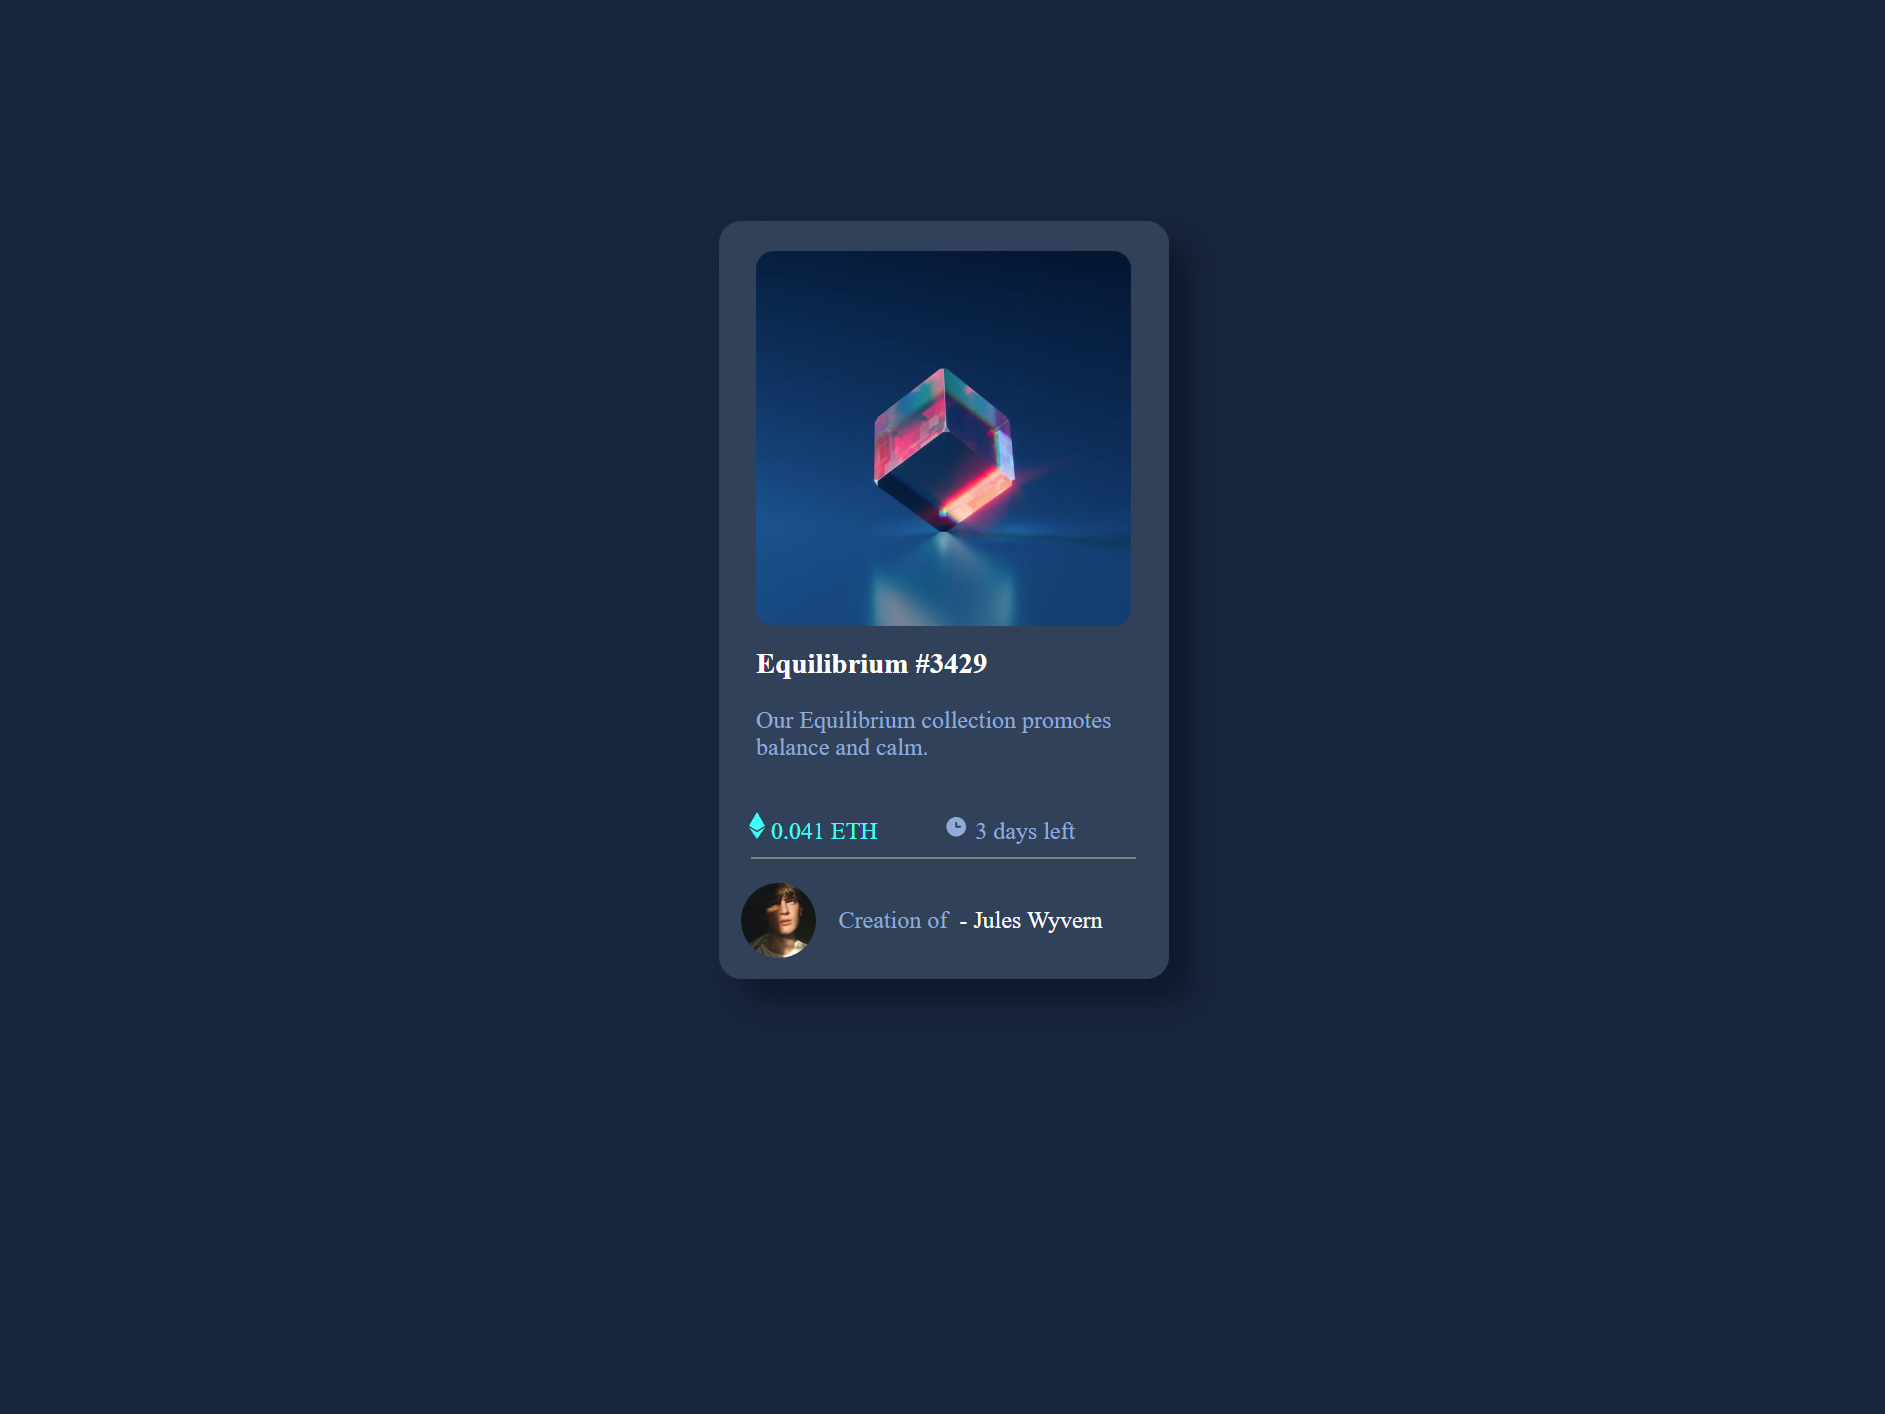 Equilibrium #3429
Our Equilibrium collection promotes
balance and calm.
0.041 ETH
3 days left
Creation of - Jules Wyvern